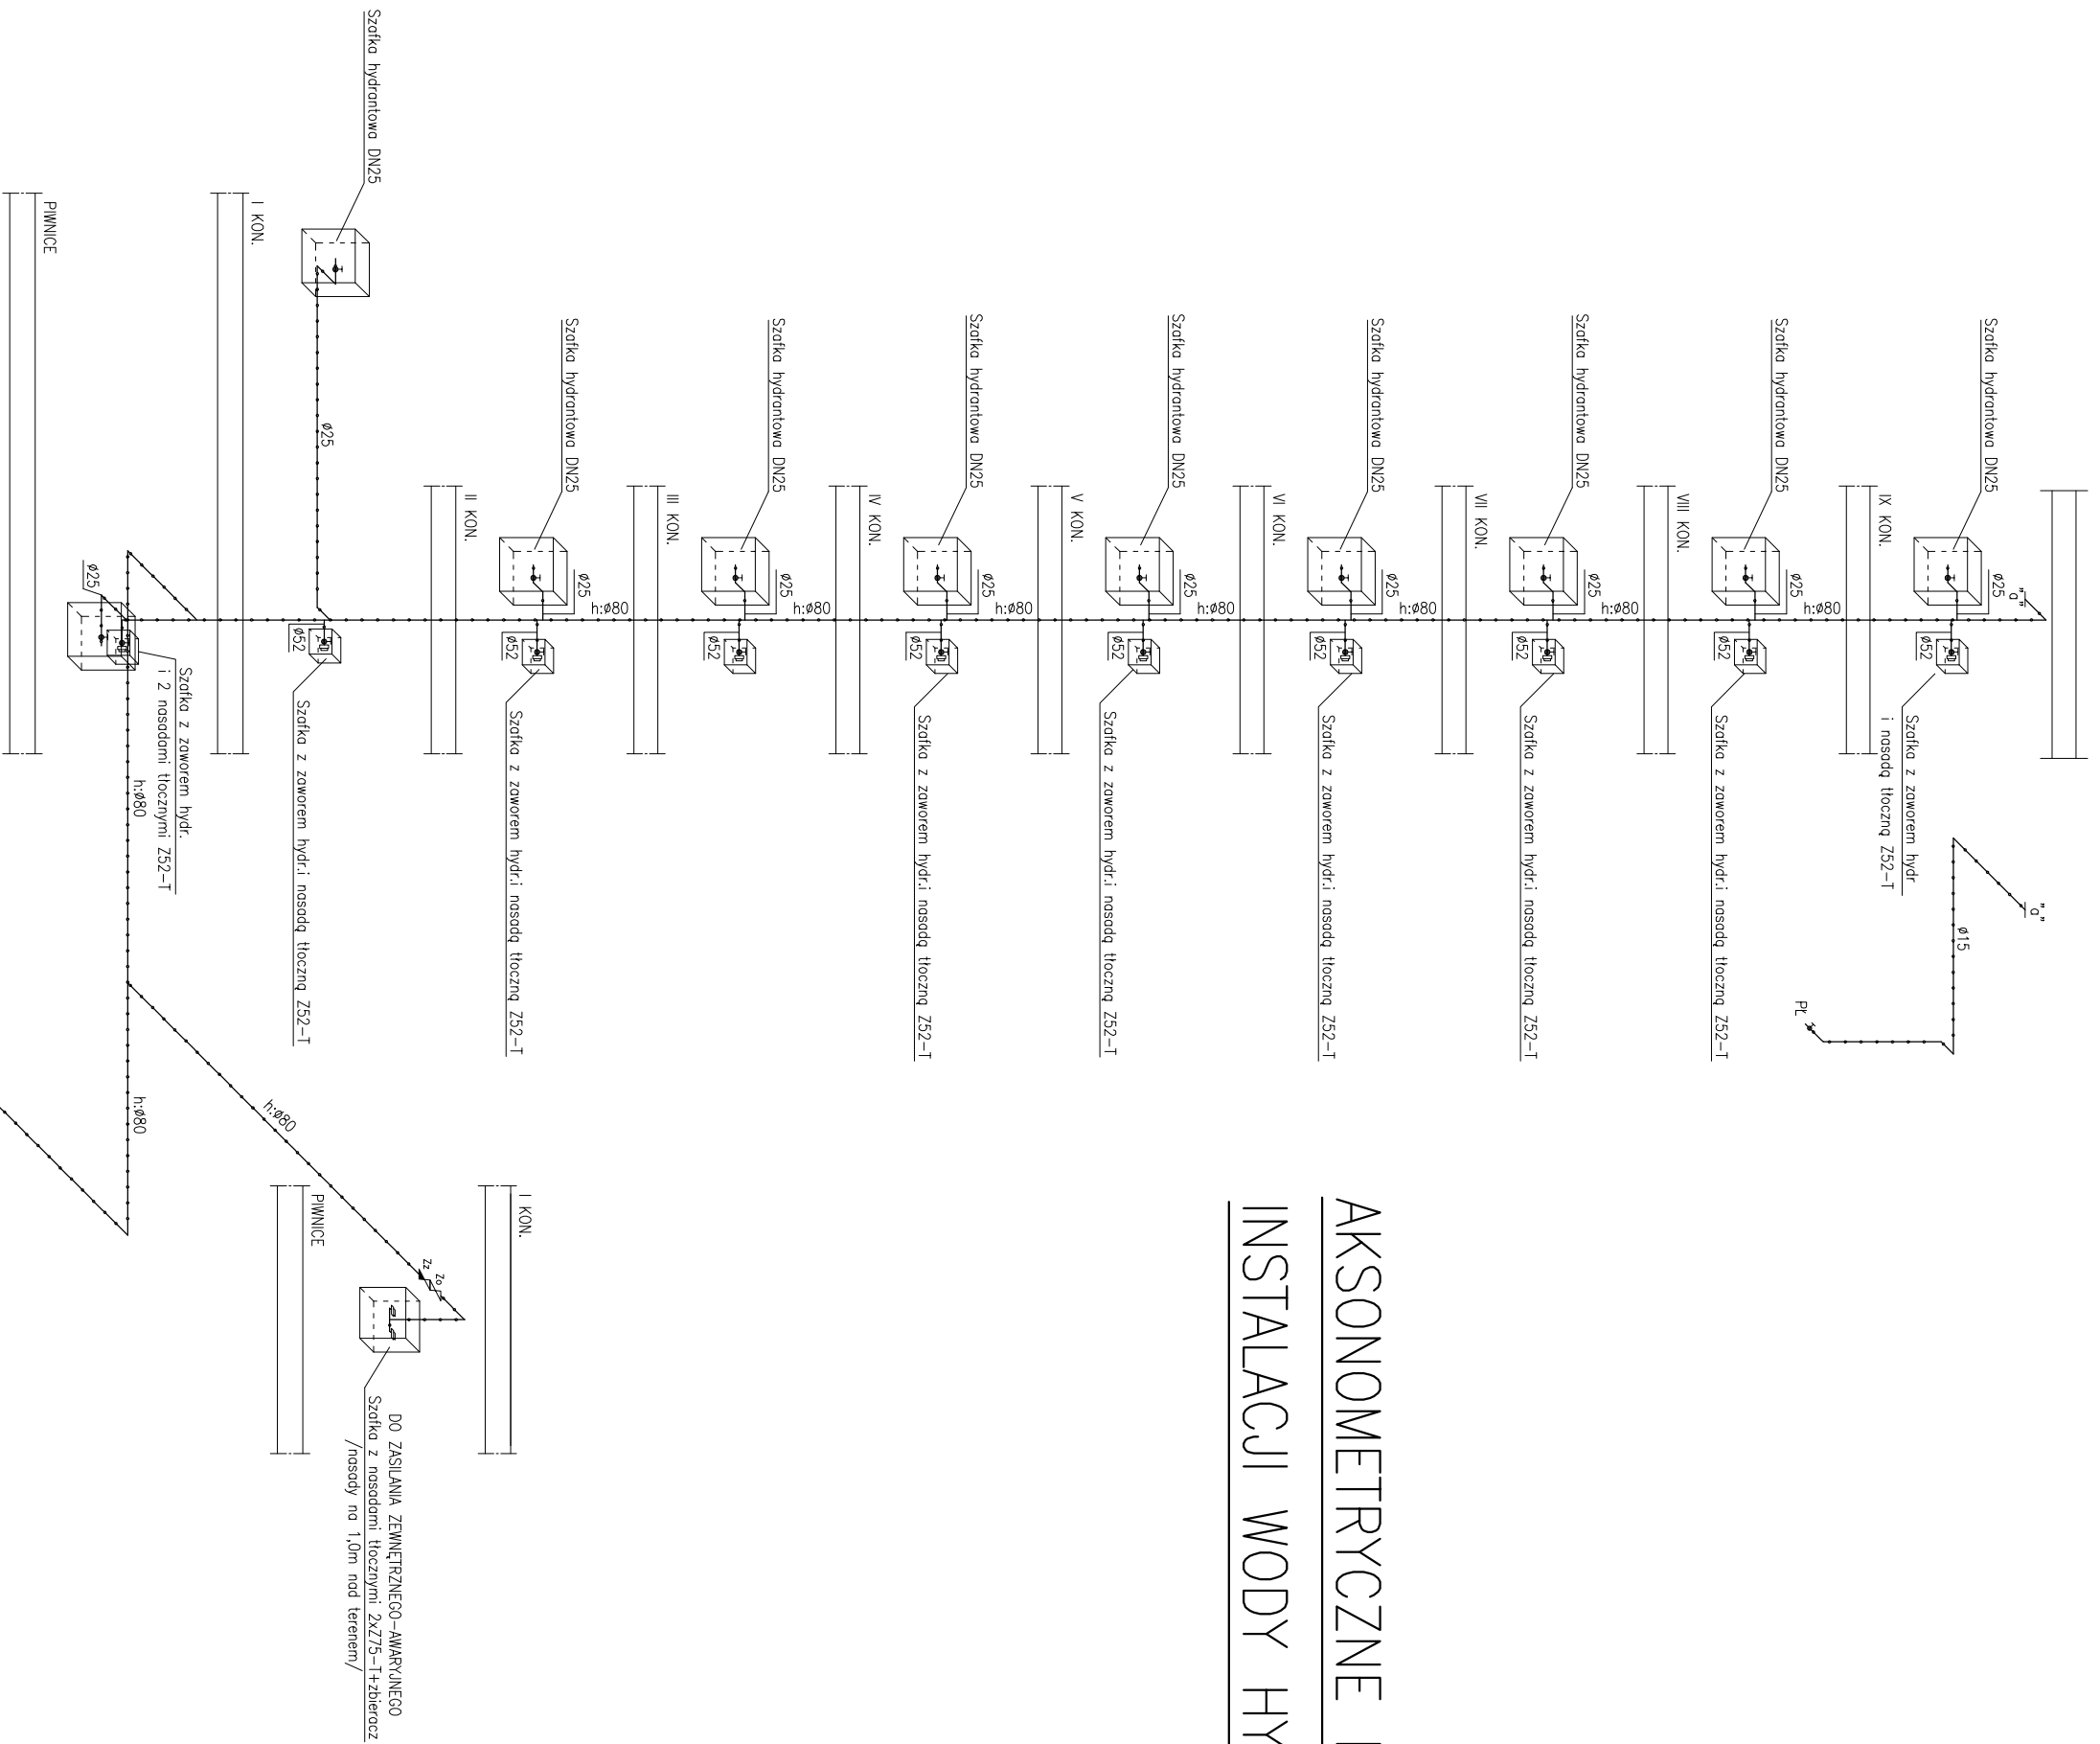 "a"
"a"
Szafka hydrantowa DN25
ø25
ø15
ø52
Szafka z zaworem hydr
i nasadą tłoczną Z52-T
IX KON.
h:ø80
PŁ
Szafka hydrantowa DN25
ø25
ø52
Szafka z zaworem hydr.i nasadą tłoczną Z52-T
VIII KON.
h:ø80
Szafka hydrantowa DN25
ø25
ø52
Szafka z zaworem hydr.i nasadą tłoczną Z52-T
VII KON.
h:ø80
Szafka hydrantowa DN25
ø25
ø52
Szafka z zaworem hydr.i nasadą tłoczną Z52-T
VI KON.
h:ø80
AKSONOMETRYCZNE
INSTALACJI WODY HY
Szafka hydrantowa DN25
ø25
ø52
Szafka z zaworem hydr.i nasadą tłoczną Z52-T
V KON.
h:ø80
Szafka hydrantowa DN25
ø25
ø52
Szafka z zaworem hydr.i nasadą tłoczną Z52-T
IV KON.
h:ø80
Szafka hydrantowa DN25
ø25
ø52
III KON.
h:ø80
Szafka hydrantowa DN25
ø25
ø52
Szafka z zaworem hydr.i nasadą tłoczną Z52-T
II KON.
I KON.
Szafka hydrantowa DN25
ø25
ø52
Szafka z zaworem hydr.i nasadą tłoczną Z52-T
Zo
Zz
DO ZASILANIA ZEWNĘTRZNEGO-AWARYJNEGO
Szafka z nasadami tłocznymi 2xZ75-T+zbieracz
/nasady na 1,0m nad terenem/
PIWNICE
I KON.
h:ø80
Szafka z zaworem hydr.
i 2 nasadami tłocznymi Z52-T
h:ø80
h:ø80
ø25
PIWNICE